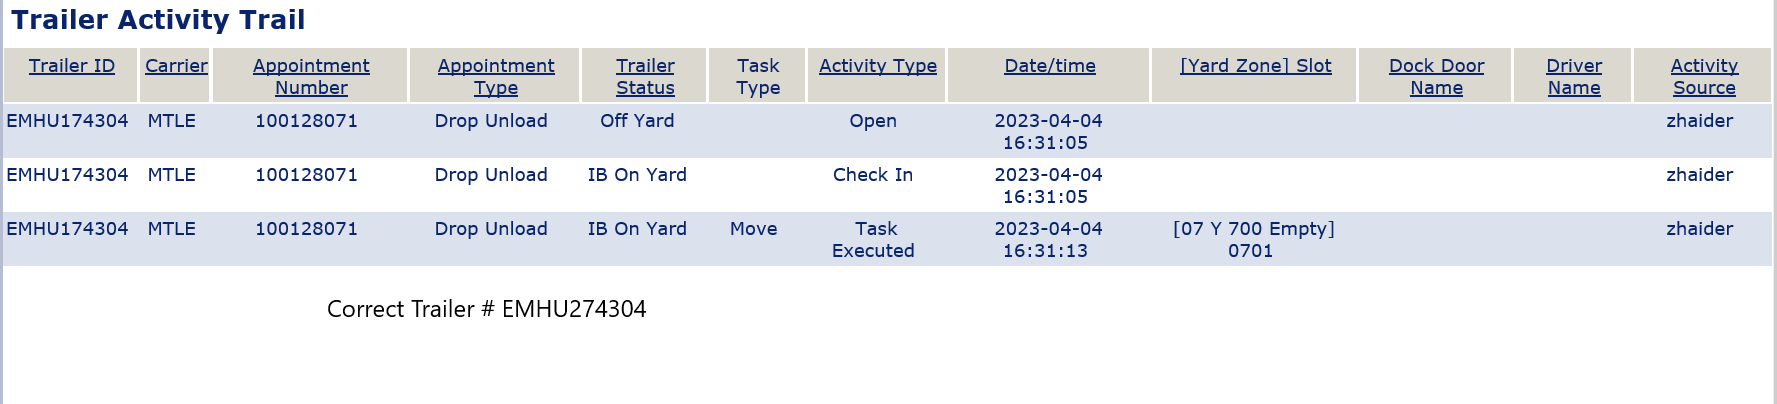 Trailer Activity Trail
Trailer ID Carrier Appointment Number Appointment Type Trailer Status Task Type Activity Type Date/time [Yard Zone] Slot Dock Door Name Driver Name Activity Source
EMHU174304 MTLE 100128071 Drop Unload Off Yard Open 2023-04-04 16:31:05 zhaider
EMHU174304 MTLE 100128071 Drop Unload IB On Yard Check In 2023-04-04 16:31:05 zhaider
EMHU174304 MTLE 100128071 Drop Unload IB On Yard Move Task Executed 2023-04-04 16:31:13 [07 Y 700 Empty] 0701 zhaider
Correct Trailer # EMHU274304